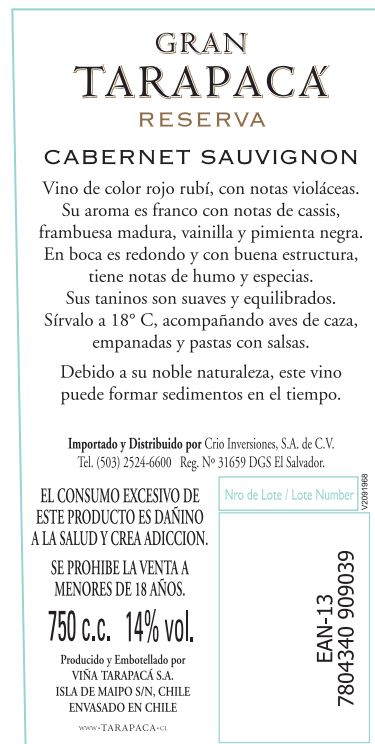 GRAN
TARAPACÁ
RESERVA
CABERNET SAUVIGNON
Vino de color rojo rubí, con notas violáceas.
Su aroma es franco con notas de cassis,
frambuesa madura, vainilla y pimienta negra.
En boca es redondo y con buena estructura,
tiene notas de humo y especias.
Sus taninos son suaves y equilibrados.
Sírvalo a 18° C, acompañando aves de caza,
empanadas y pastas con salsas.
Debido a su noble naturaleza, este vino
puede formar sedimentos en el tiempo.
Importado y Distribuido por Crio Inversiones, S.A. de C.V.
Tel. (503) 2524-6600 Reg. Nº 31659 DGS El Salvador.
EL CONSUMO EXCESIVO DE
ESTE PRODUCTO ES DAÑINO
A LA SALUD Y CREA ADICCION.
SE PROHIBE LA VENTA A
MENORES DE 18 AÑOS.
750 c.c. 14% vol.
Producido y Embotellado por
VIÑA TARAPACÁ S.A.
ISLA DE MAIPO S/N, CHILE
ENVASADO EN CHILE
WWW•TARAPACA•CL
Nro de Lote / Lote Number
V2091968
EAN-13
7804340 909039